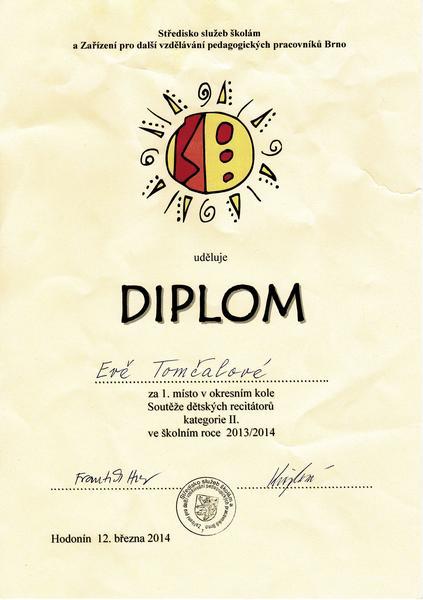 Středisko služeb školám
a Zařízení pro další vzdělávání pedagogických pracovníků Brno
uděluje
DIPLOM
Evě Tomčalové
za 1. místo v okresním kole
Soutěže dětských recitátorů
kategorie II.
ve školním roce 2013/2014
Hodonín 12. března 2014